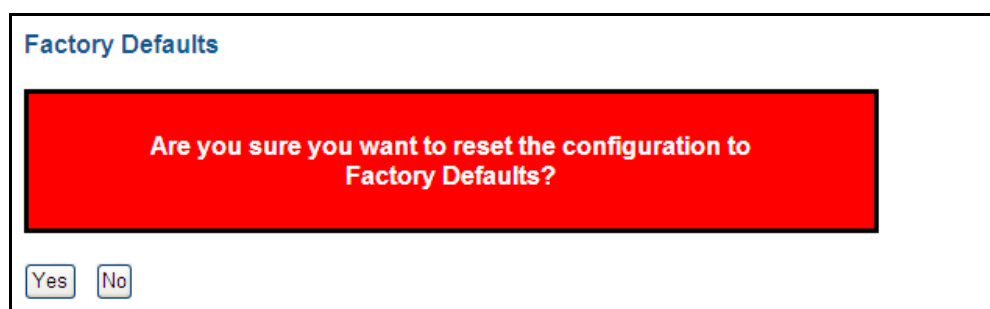 Factory Defaults
Are you sure you want to reset the configuration to
Factory Defaults?
Yes No